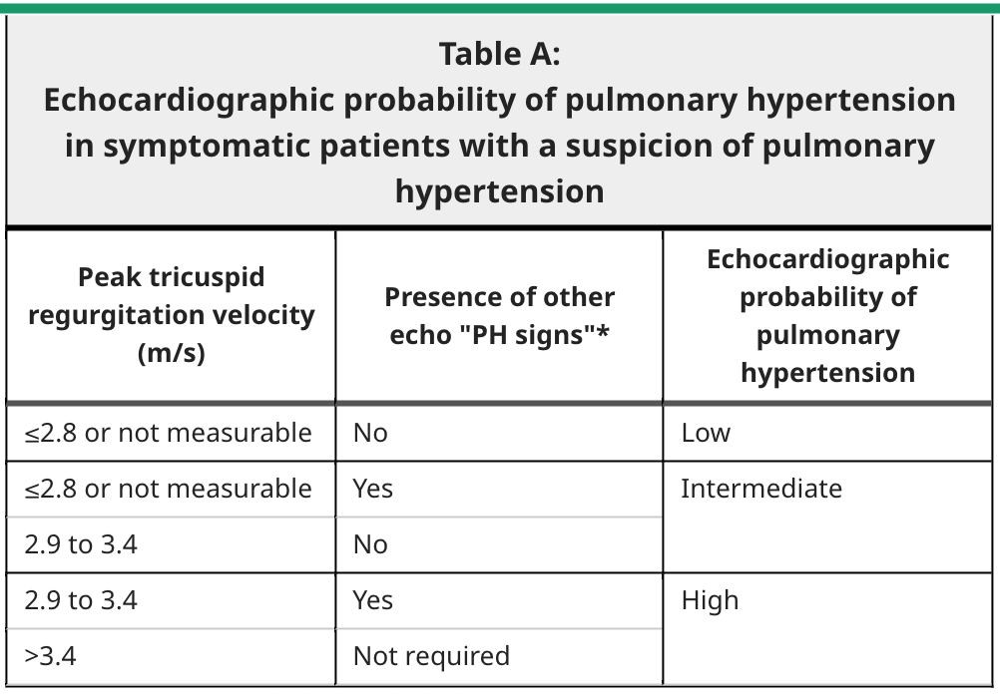 Table A:
Echocardiographic probability of pulmonary hypertension
in symptomatic patients with a suspicion of pulmonary
hypertension
Peak tricuspid
regurgitation velocity
(m/s)
Presence of other
echo "PH signs"*
Echocardiographic
probability of
pulmonary
hypertension
≤2.8 or not measurable No Low
≤2.8 or not measurable Yes Intermediate
2.9 to 3.4 No
2.9 to 3.4 Yes High
>3.4 Not required